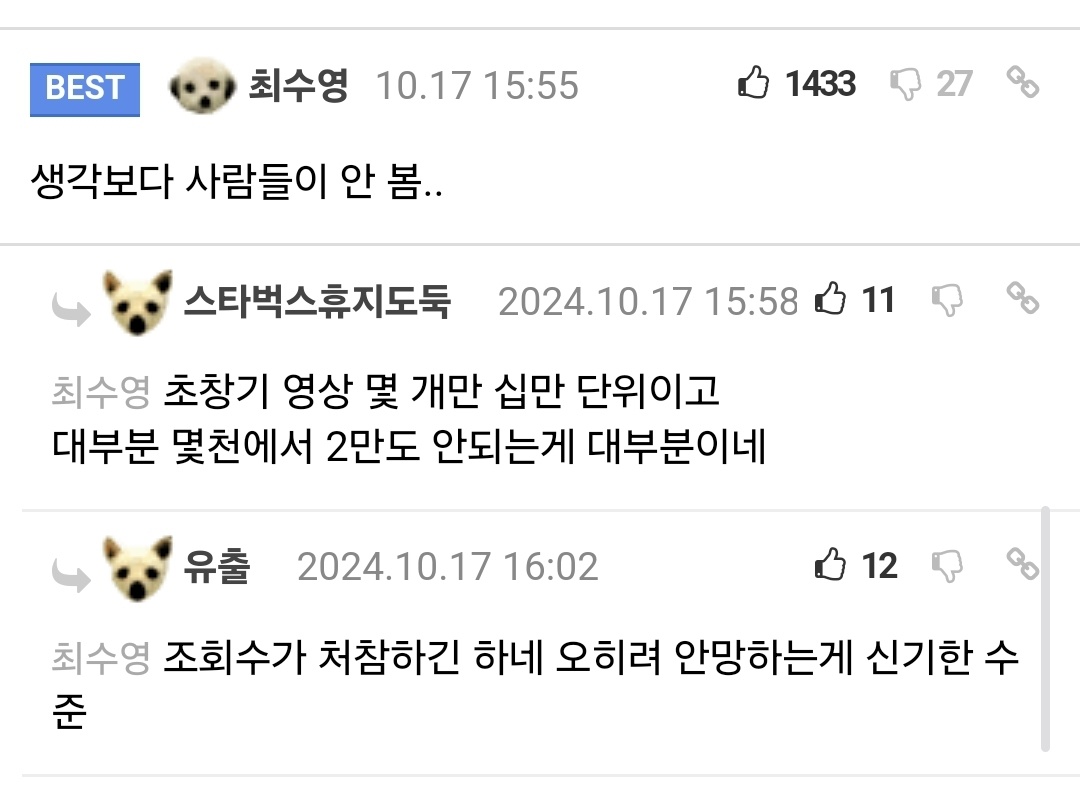 BEST 최수영 10.17 15:55 1433 27
생각보다 사람들이 안 봄..
스타벅스휴지도둑 2024.10.17 15:58 11
최수영 초창기 영상 몇 개만 십만 단위이고
대부분 몇천에서 2만도 안되는게 대부분이네
유출 2024.10.17 16:02 12
최수영 조회수가 처참하긴 하네 오히려 안망하는게 신기한 수
준